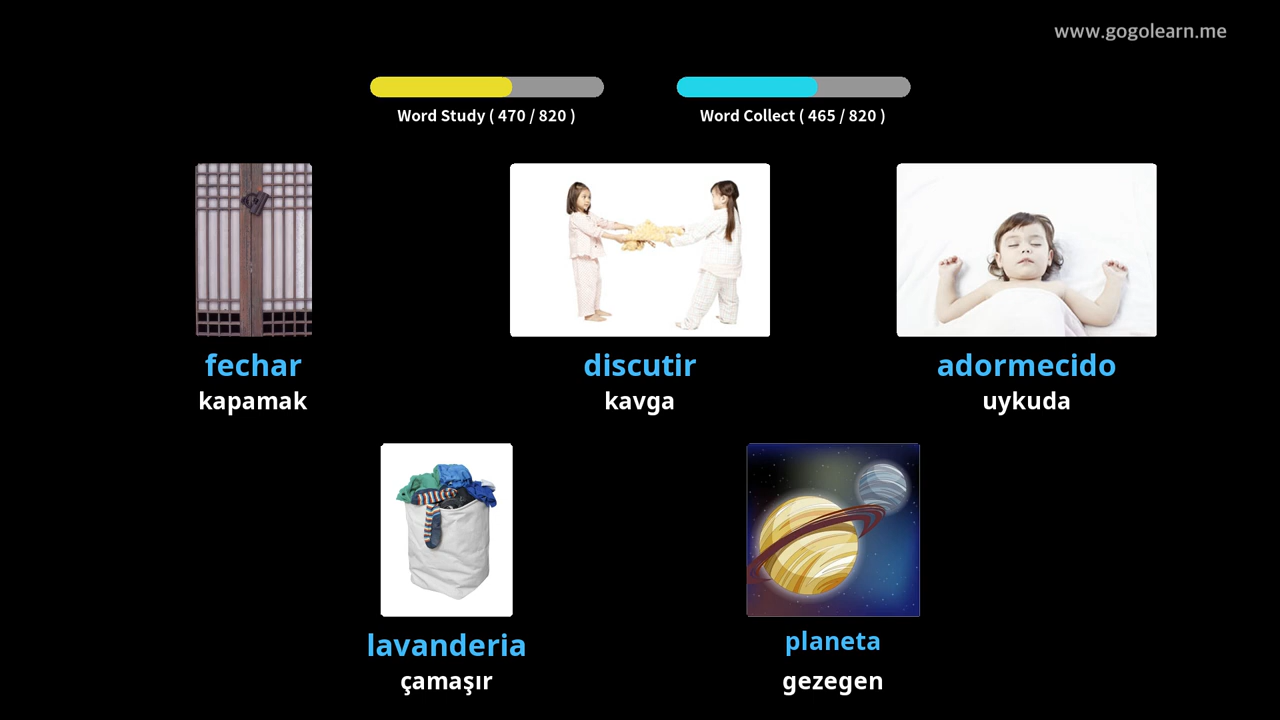 www.gogolearn.me
Word Study ( 470 / 820 )
Word Collect ( 465 / 820 )
fechar
kapamak
discutir
kavga
adormecido
uykuda
lavanderia
çamaşır
planeta
gezegen